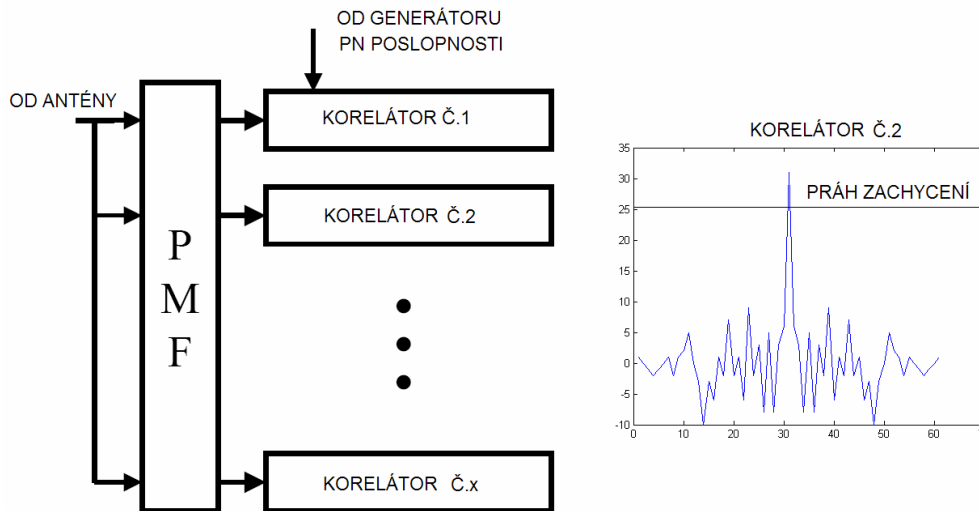 OD GENERÁTORU
PN POSLOPNOSTI
OD ANTÉNY
P
M
F
KORELÁTOR Č.1
KORELÁTOR Č.2
KORELÁTOR Č.x
KORELÁTOR Č.2
PRÁH ZACHYCENÍ
35
30
25
20
15
10
5
0
-5
-10
0 10 20 30 40 50 60 7